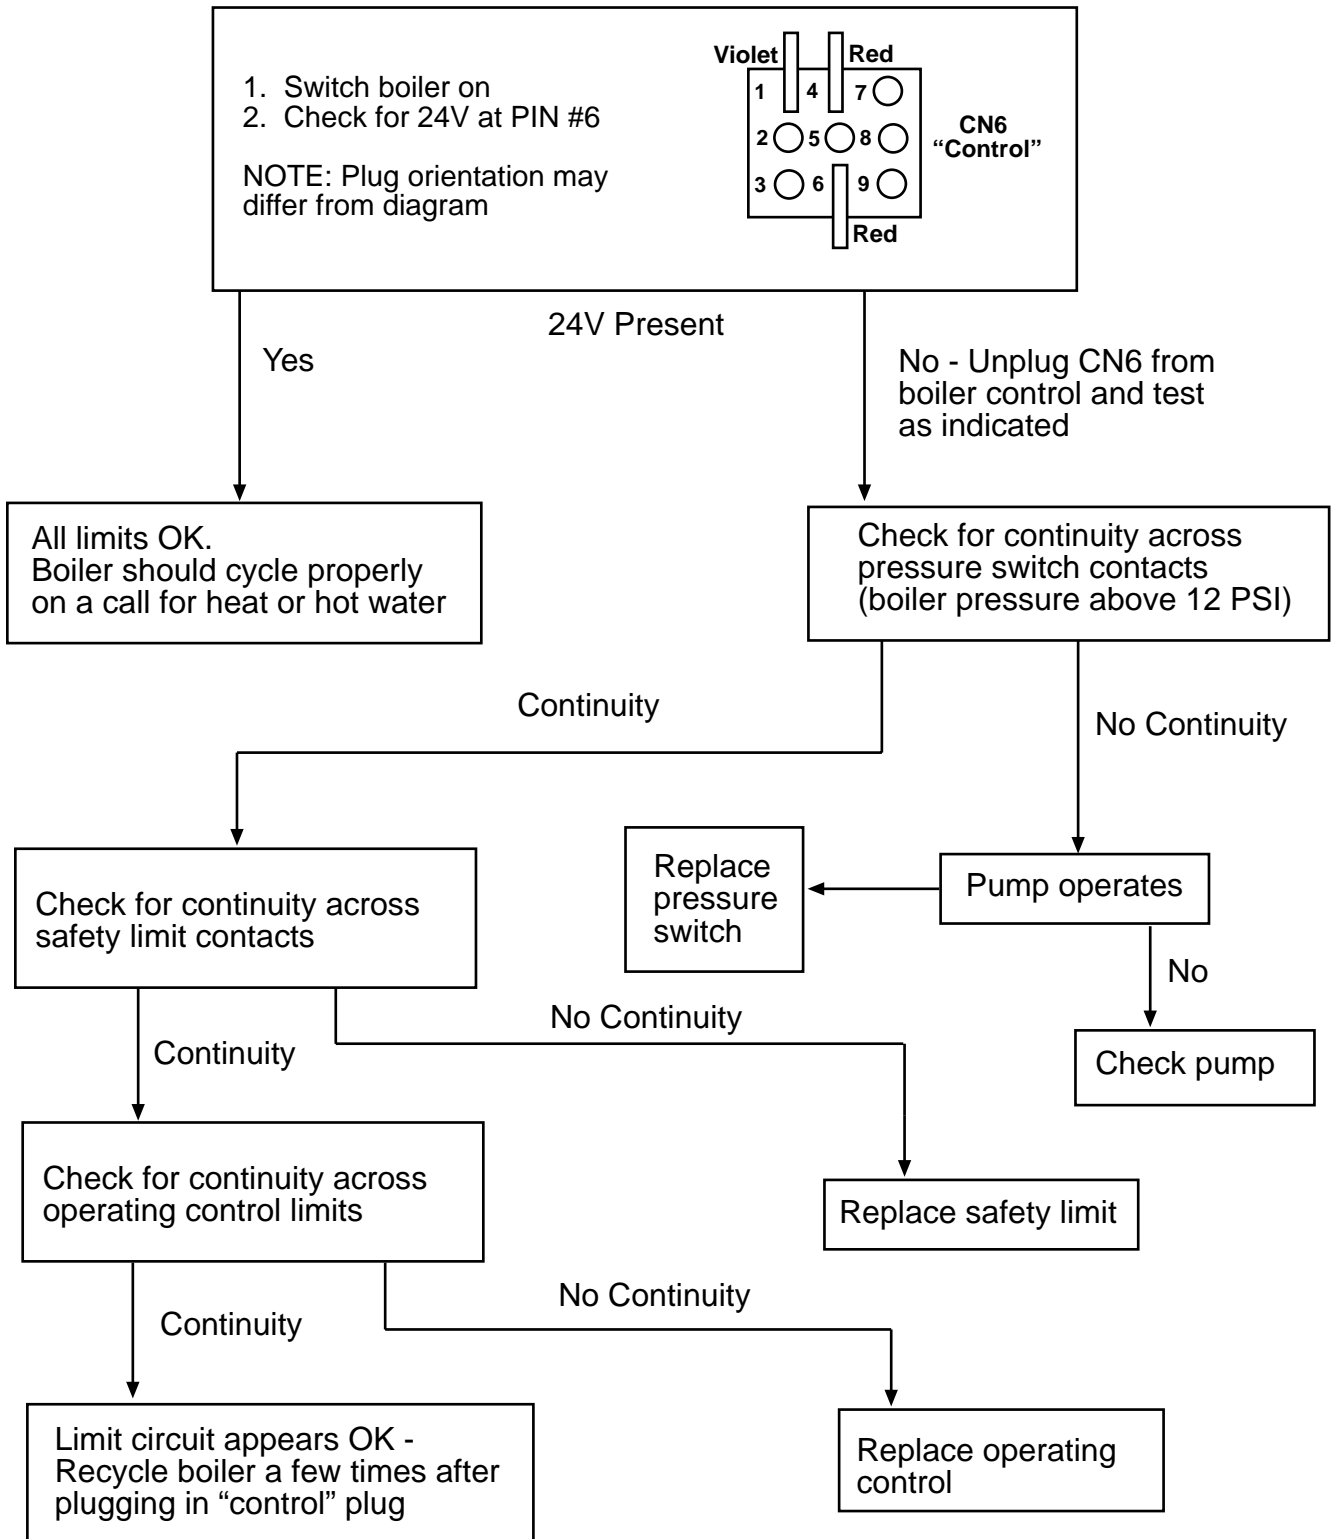 1. Switch boiler on
2. Check for 24V at PIN #6
NOTE: Plug orientation may
differ from diagram
Violet
Red
1 4 7
2 5 8
3 6 9
Red
CN6
“Control”
24V Present
Yes
No - Unplug CN6 from
boiler control and test
as indicated
All limits OK.
Boiler should cycle properly
on a call for heat or hot water
Check for continuity across
pressure switch contacts
(boiler pressure above 12 PSI)
Continuity
No Continuity
Check for continuity across
safety limit contacts
Replace
pressure
switch
Pump operates
No
Check pump
Continuity
No Continuity
Check for continuity across
operating control limits
Replace safety limit
Continuity
No Continuity
Limit circuit appears OK -
Recycle boiler a few times after
plugging in “control” plug
Replace operating
control